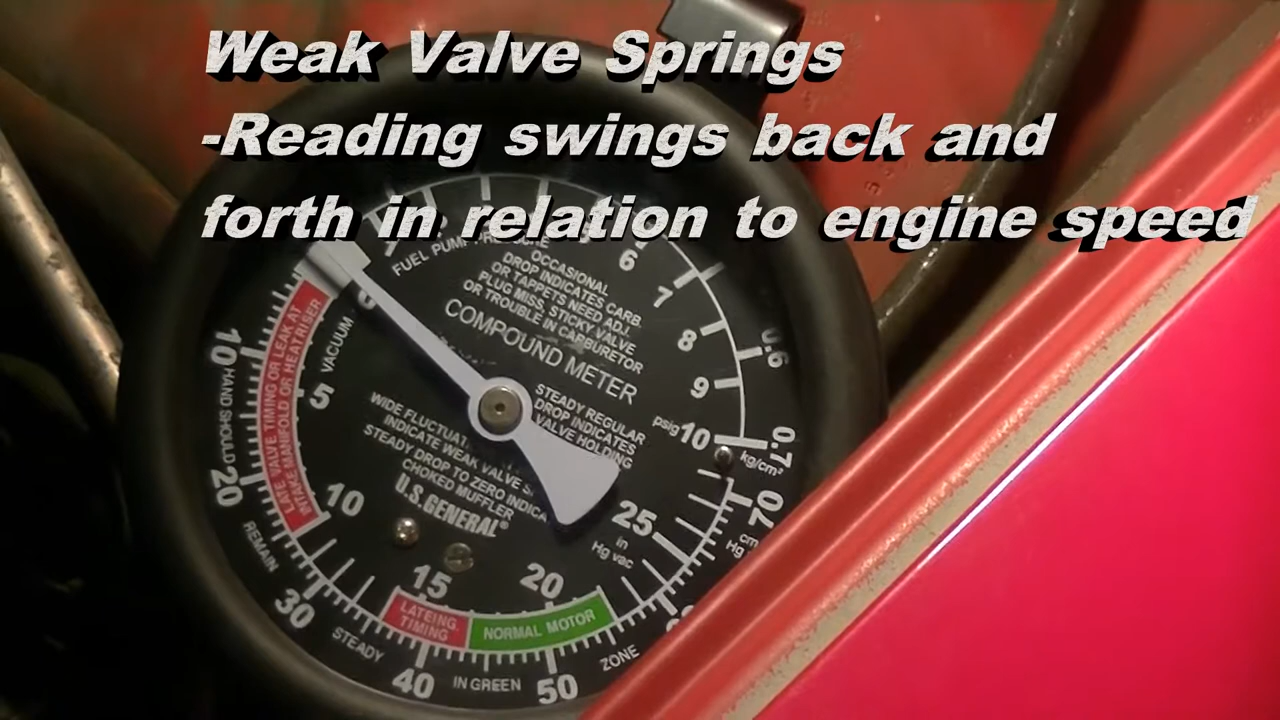 Weak Valve Springs
-Reading swings back and
forth in relation to engine speed
FUEL PUMP
OCCASIONAL
DROP INDICATES CARB.
OR TAPPETS NEED ADJ.
PLUG MISS, STICKY VALVE
OR TROUBLE IN CARBURETOR
COMPOUND METER
STEADY REGULAR
DROP INDICATES
VALVE HOLDING
WIDE
INDICATE WEAK VALVE
STEADY DROP TO ZERO
CHOKED MUFFLER
U.S.GENERAL®
VACUUM
LATE VALVE TIMING OR LEAK AT
INTAKE MANIFOLD OR HEAT RISER
0
5
10
15
20
25
in
Hg vac
LATEING
TIMING
NORMAL MOTOR
10
HAND SHOULD
20
REMAIN
30
STEADY
40
IN GREEN
50
ZONE
70
cm
Hg
6
7
8
9
psig 10
0.6
0.7
kg/cm²